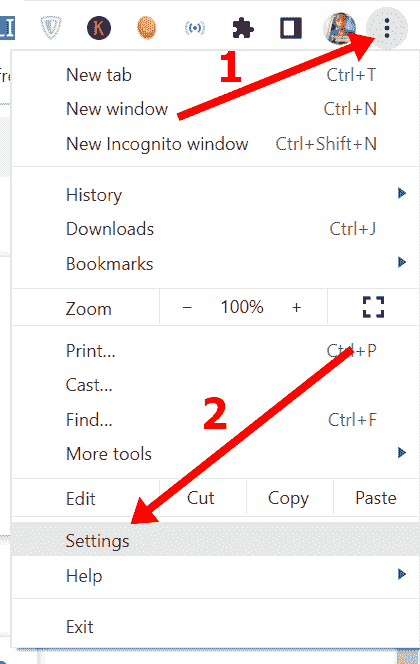 1
New tab Ctrl+T
New window Ctrl+N
New Incognito window Ctrl+Shift+N
History
Downloads Ctrl+J
Bookmarks
Zoom − 100% +
Print... Ctrl+P
Cast...
Find... Ctrl+F
2
More tools
Edit Cut Copy Paste
Settings
Help
Exit